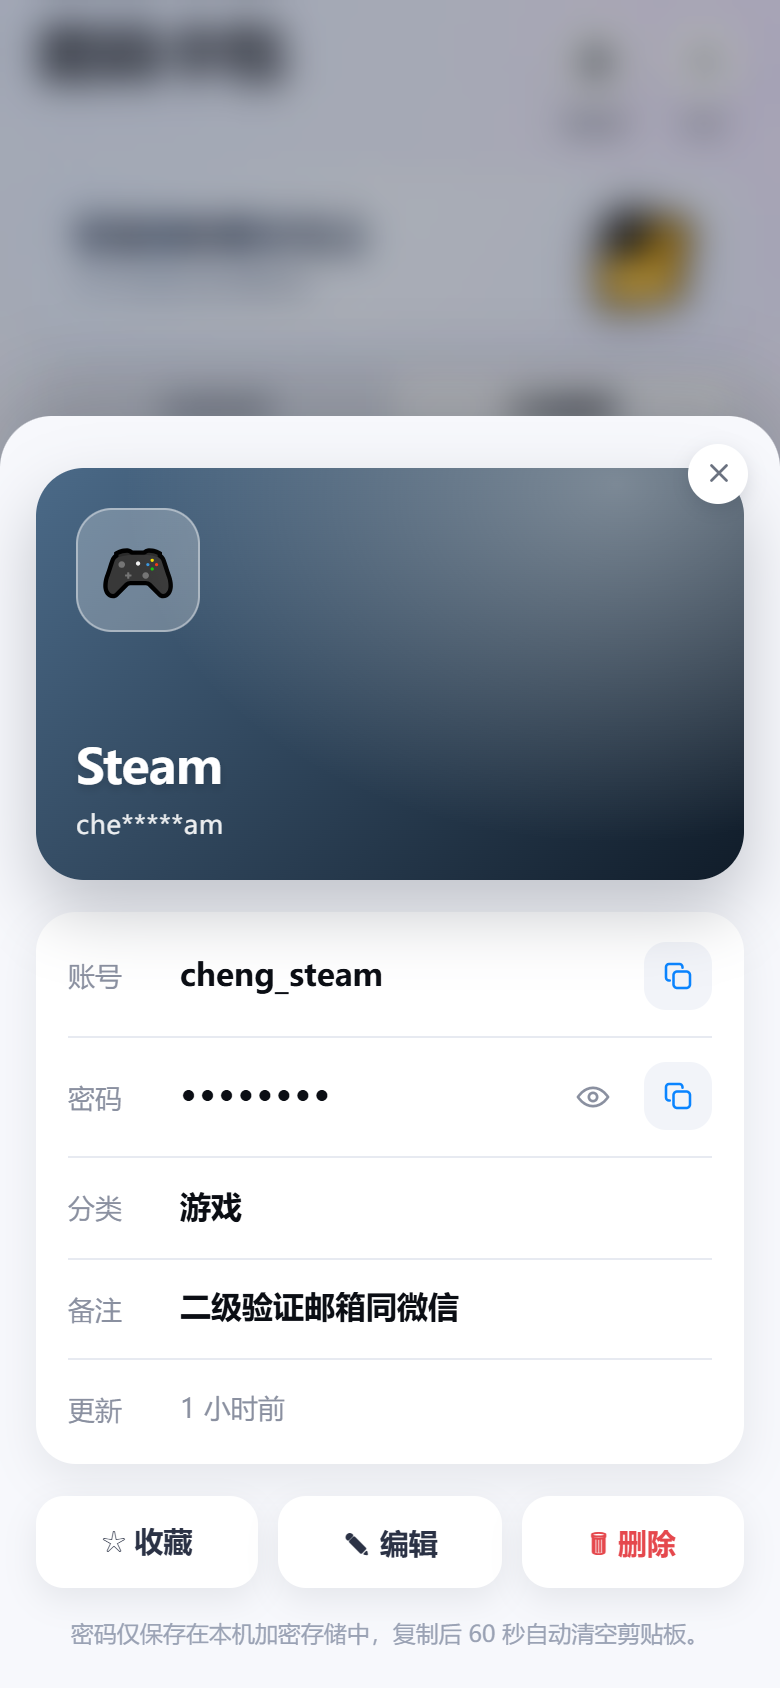 Steam
che*****am
账号 cheng_steam
密码 ••••••••
分类 游戏
备注 二级验证邮箱同微信
更新 1 小时前
☆ 收藏 编辑 删除
密码仅保存在本机加密存储中，复制后 60 秒自动清空剪贴板。